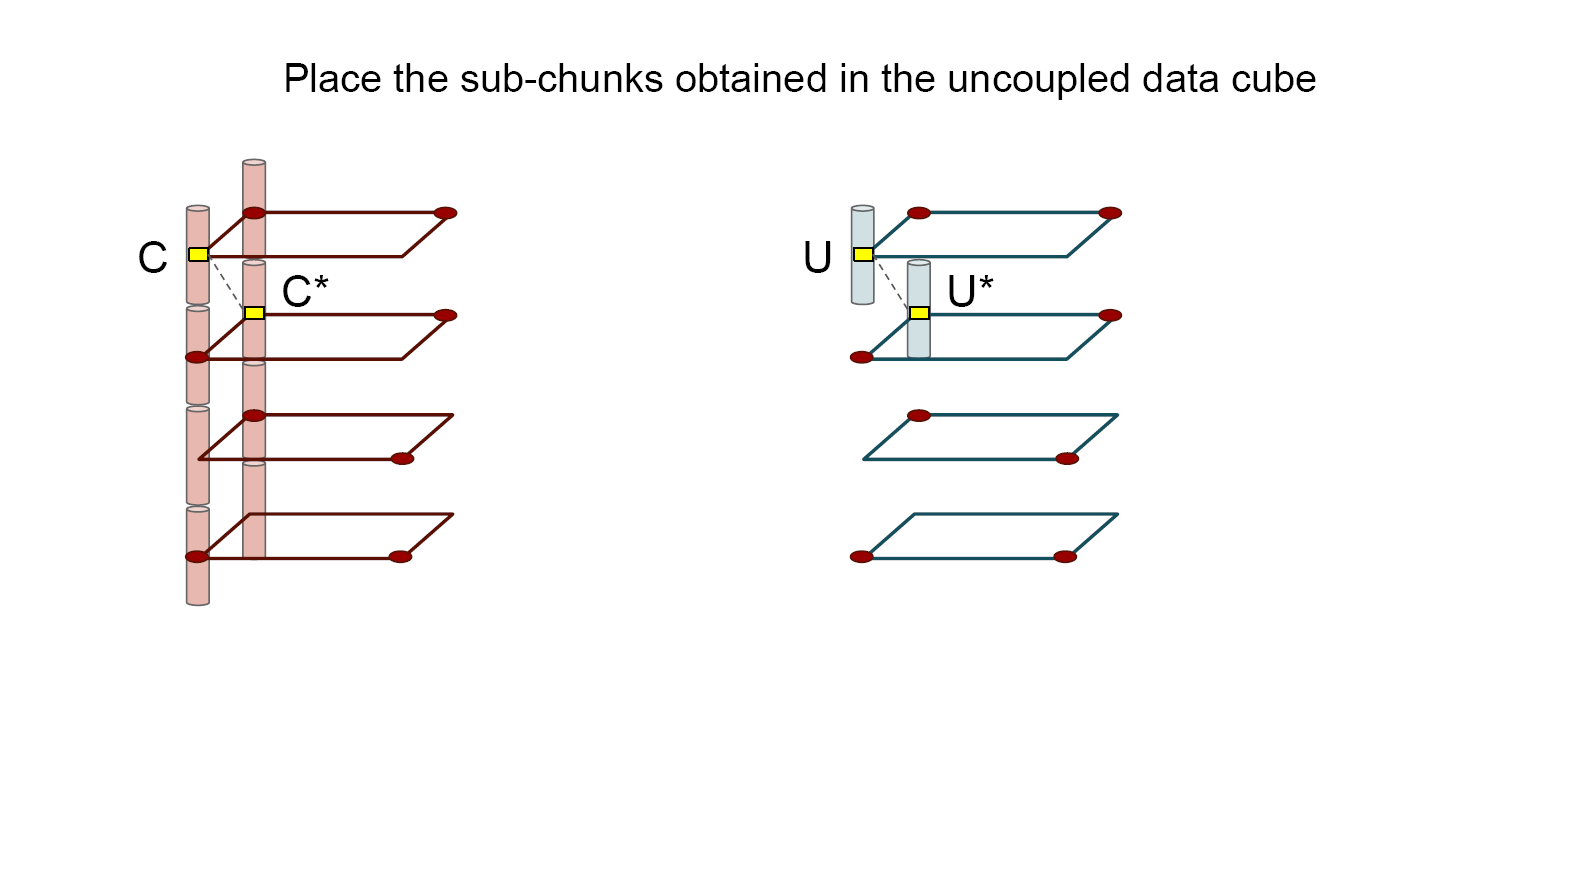 Place the sub-chunks obtained in the uncoupled data cube
C
C*
U
U*